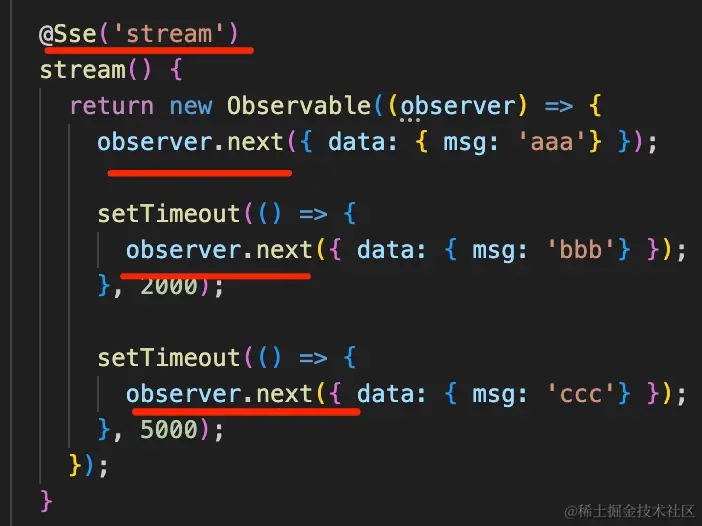 @Sse('stream')
stream() {
return new Observable((observer) => {
observer.next({ data: { msg: 'aaa'} });
setTimeout(() => {
observer.next({ data: { msg: 'bbb'} });
}, 2000);
setTimeout(() => {
observer.next({ data: { msg: 'ccc'} });
}, 5000);
});
}
@稀土掘金技术社区